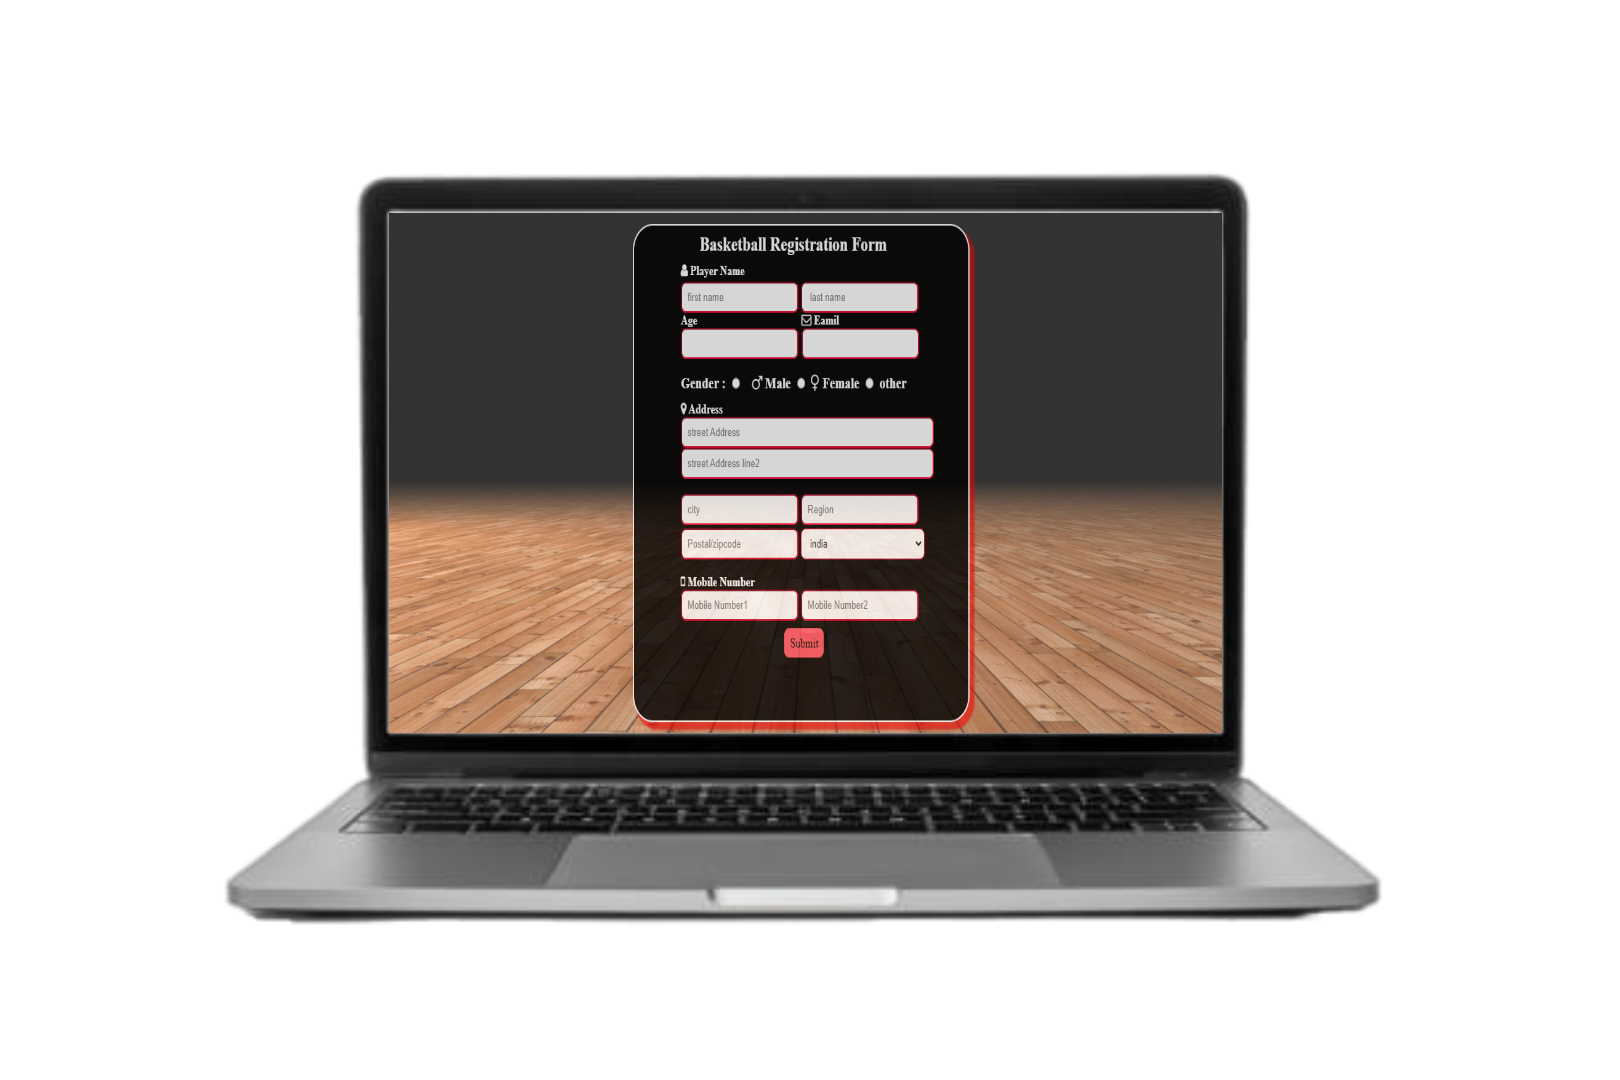 Basketball Registration Form
Player Name
first name last name
Age Eamil
Gender : Male Female other
Address
street Address
street Address line2
city Region
Postal/zipcode india
Mobile Number
Mobile Number1 Mobile Number2
Submit